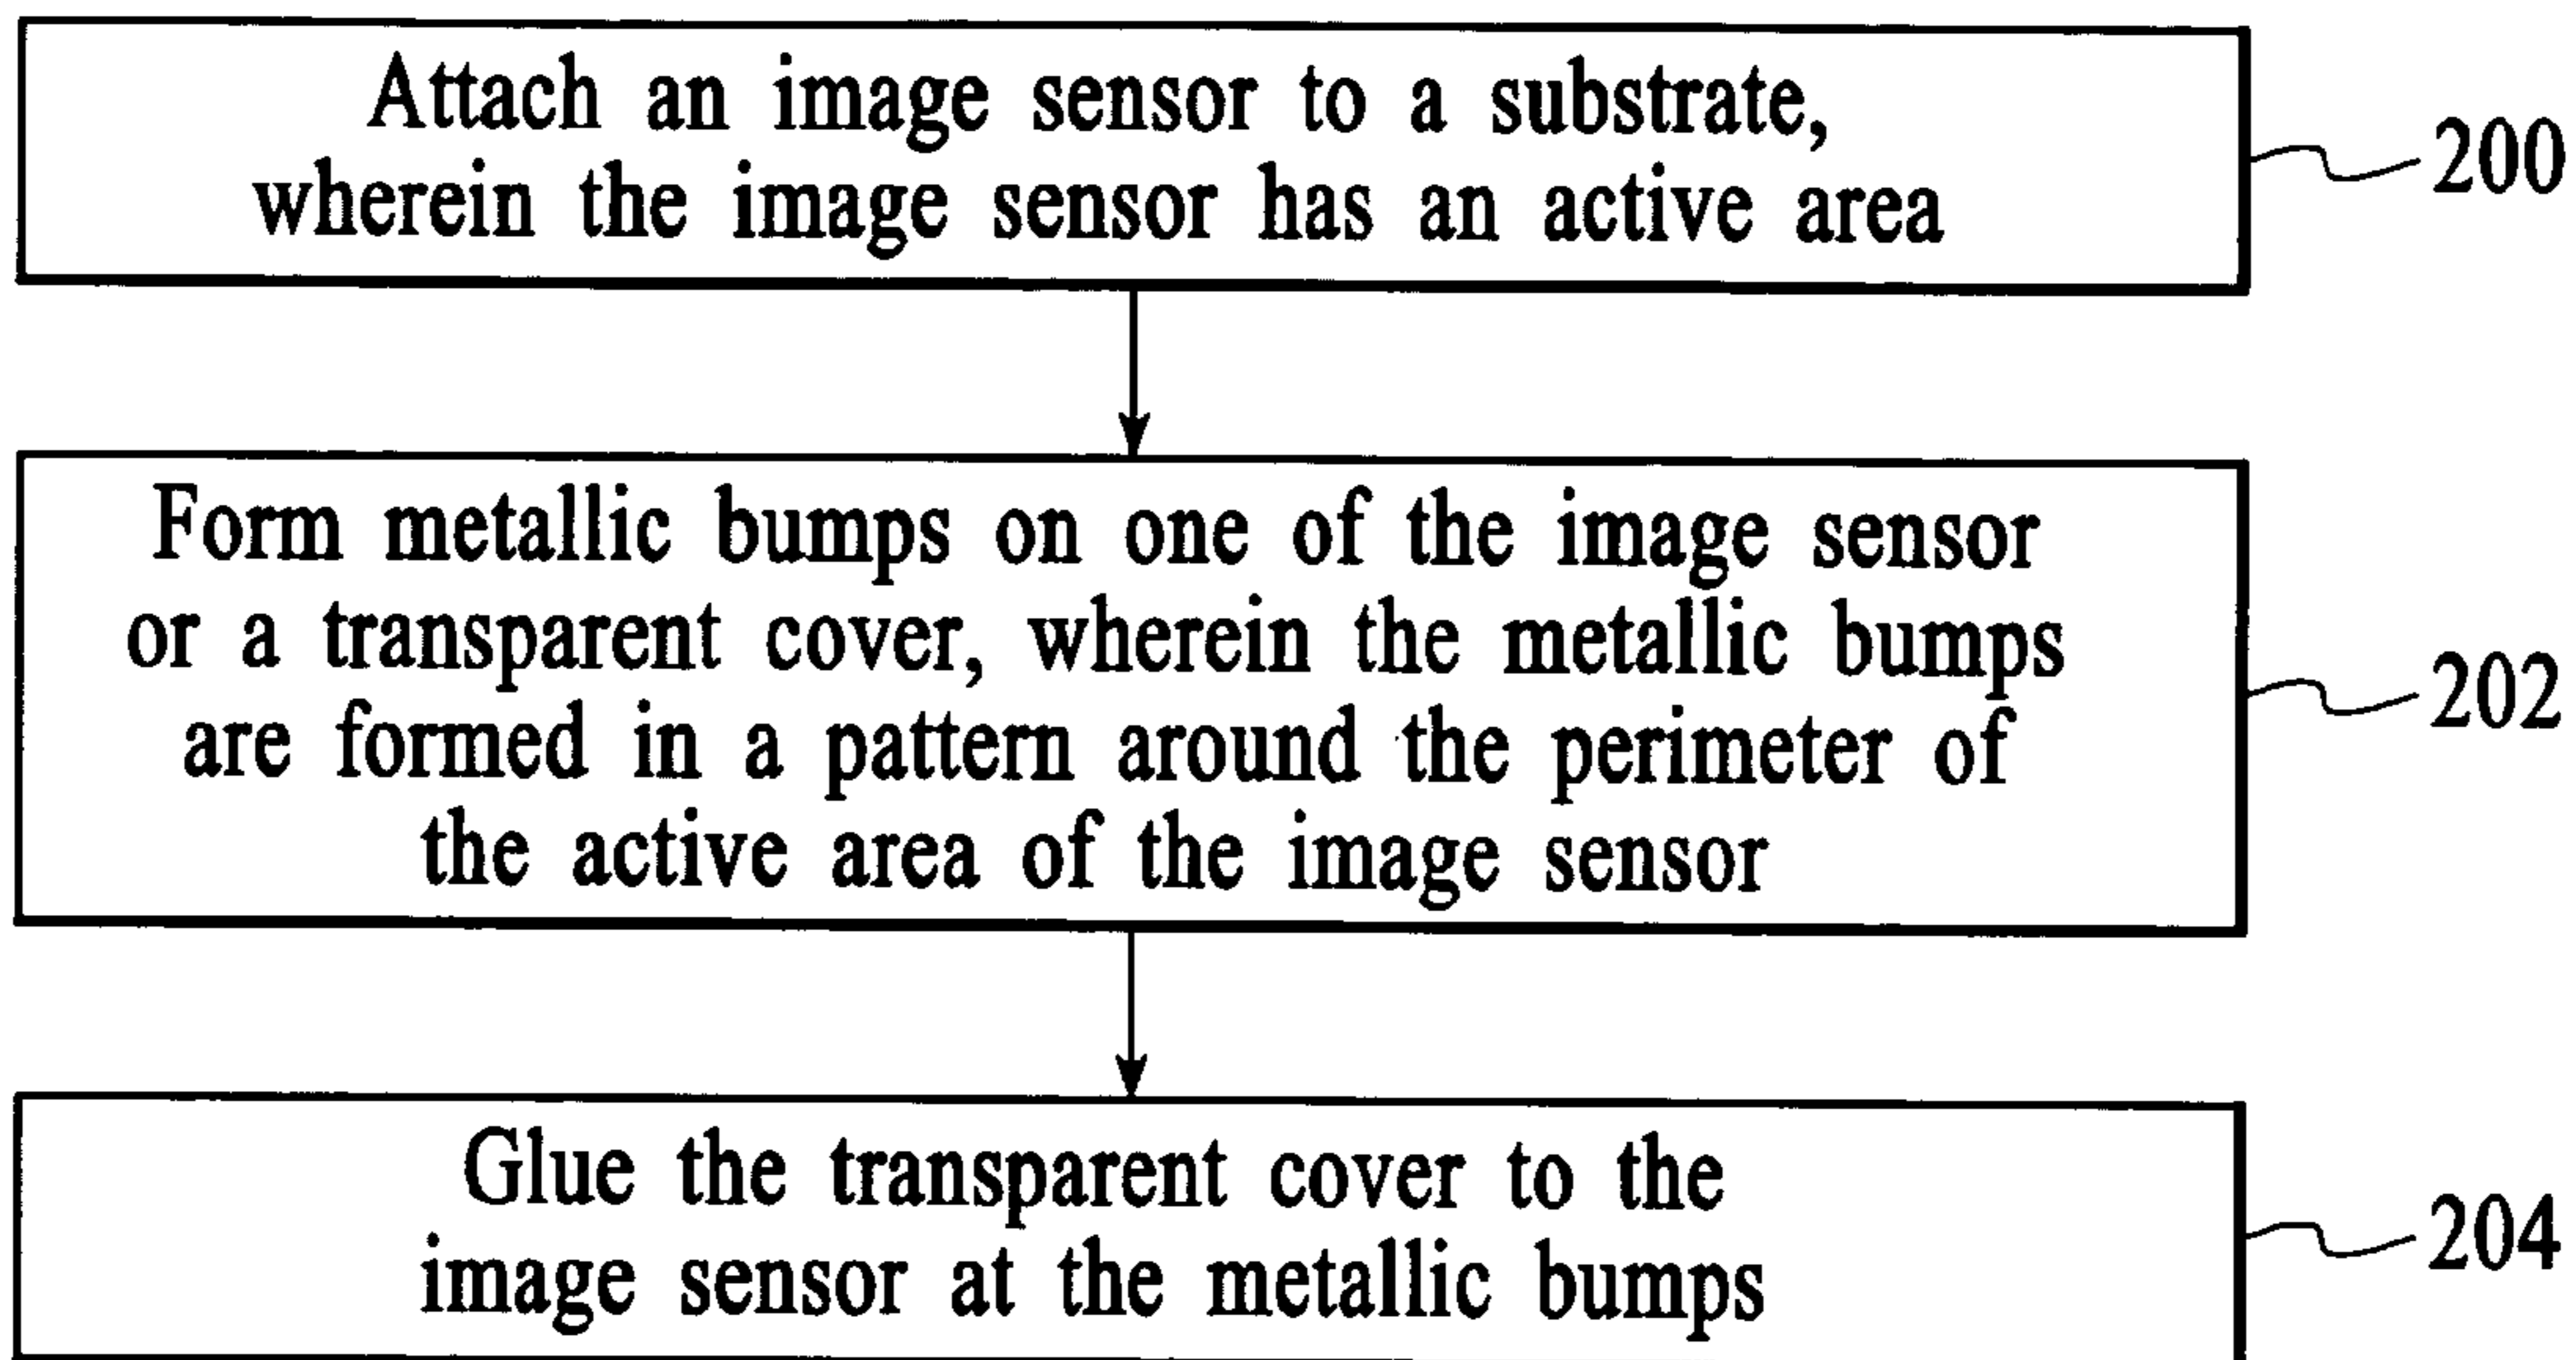 Attach an image sensor to a substrate,
wherein the image sensor has an active area
200
Form metallic bumps on one of the image sensor
or a transparent cover, wherein the metallic bumps
are formed in a pattern around the perimeter of
the active area of the image sensor
202
Glue the transparent cover to the
image sensor at the metallic bumps
204